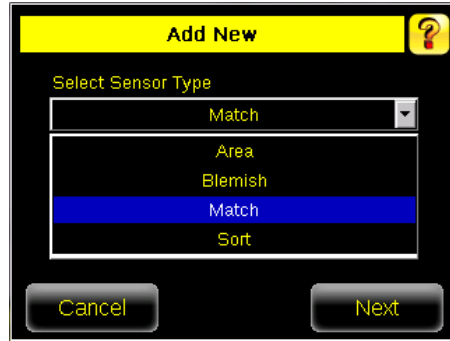 Add New
?
Select Sensor Type
Match
Area
Blemish
Match
Sort
Cancel
Next